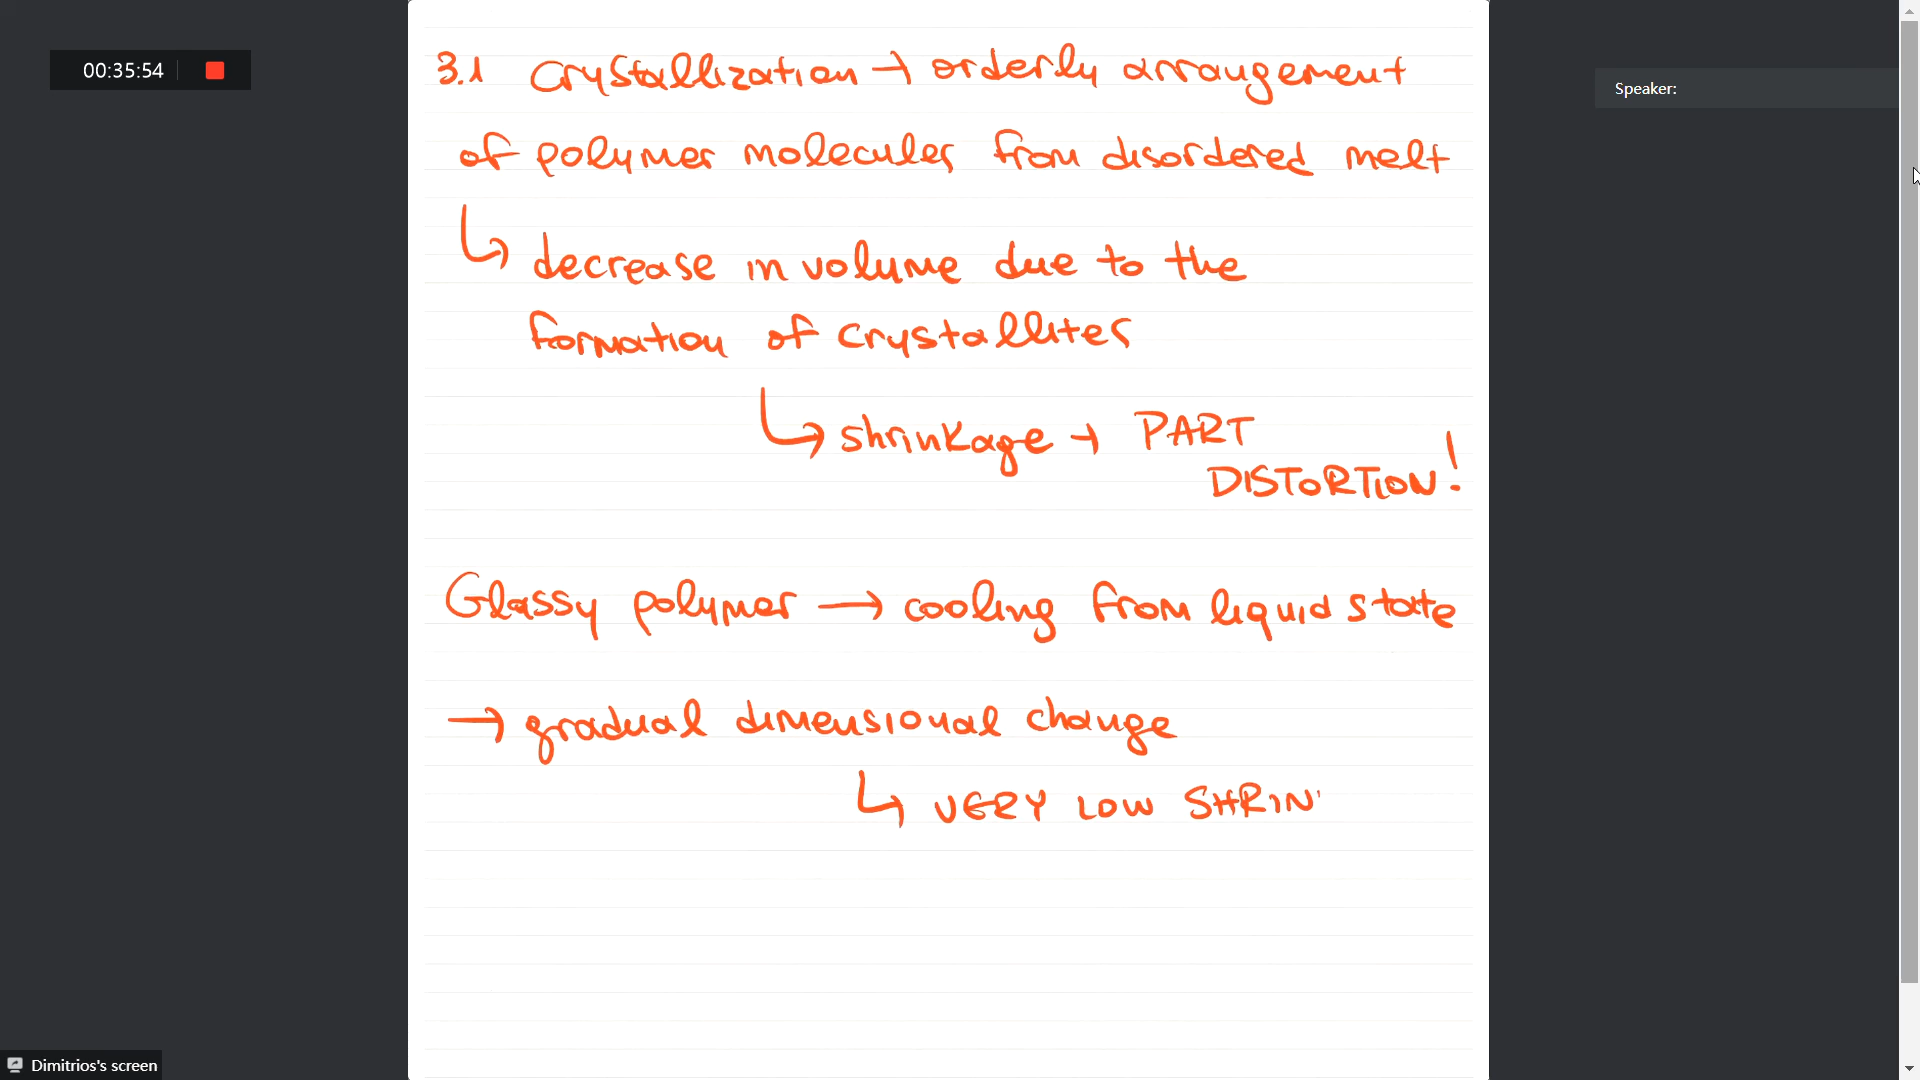 00:35:54
Speaker:
3.1 Crystallization → orderly arrangement
of polymer molecules from disordered melt
↳ decrease in volume due to the
formation of crystallites
↳ shrinkage → PART
DISTORTION!
Glassy polymer → cooling from liquid state
→ gradual dimensional change
↳ VERY LOW SHRIN
Dimitrios's screen